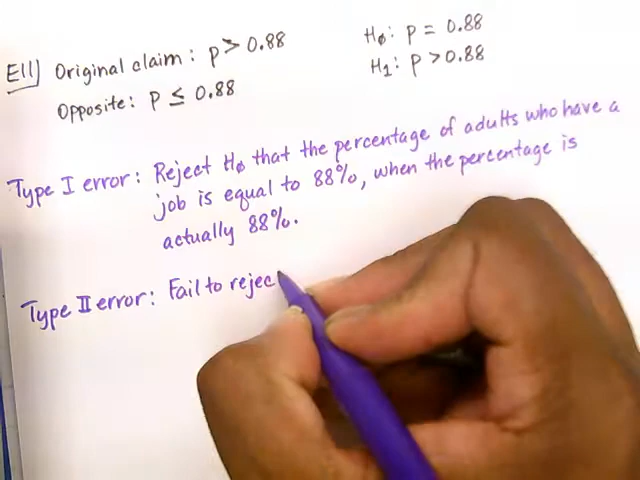 E11) Original claim: p > 0.88
Opposite: p ≤ 0.88
Hø: p = 0.88
H₁: p > 0.88
Type I error: Reject Hø that the percentage of adults who have a
job is equal to 88%, when the percentage is
actually 88%.
Type II error: Fail to rejec